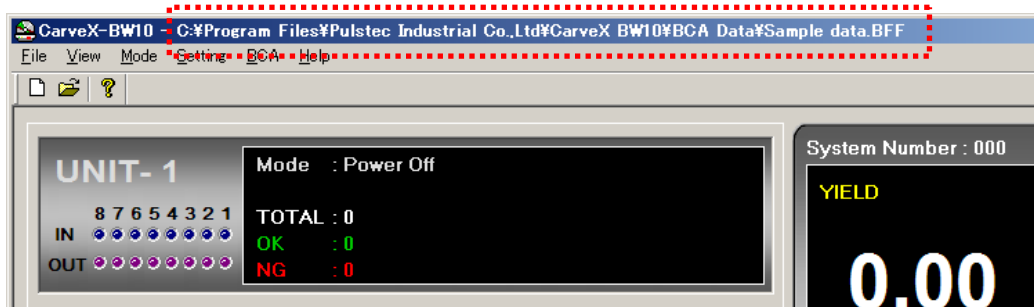 CarveX-BW10 - C:¥Program Files¥Pulstec Industrial Co.,Ltd¥CarveX BW10¥BCA Data¥Sample data.BFF
File View Mode Setting BCA Help
UNIT- 1
8 7 6 5 4 3 2 1
IN
OUT
Mode : Power Off
TOTAL : 0
OK : 0
NG : 0
System Number : 000
YIELD
0.00